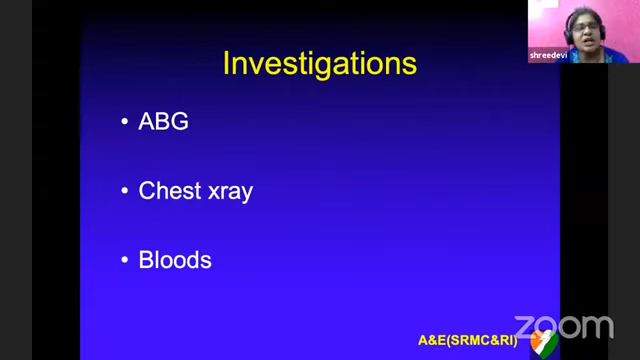 Investigations
shreedevi
• ABG
• Chest xray
• Bloods
A&E(SRMC&RI)
zoom